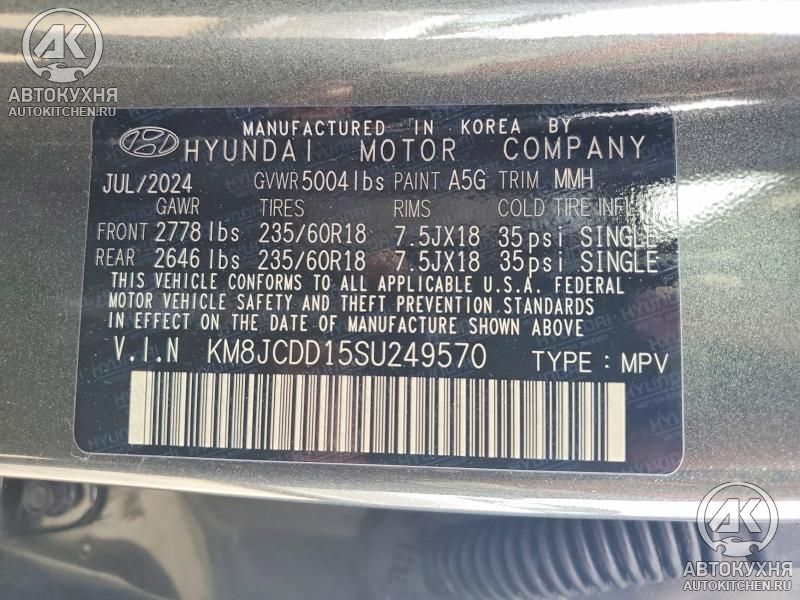 AK
АВТОКУХНЯ
AUTOKITCHEN.RU
MANUFACTURED IN KOREA BY
HYUNDAI MOTOR COMPANY
JUL/2024 GVWR 5004lbs PAINT A5G TRIM MMH
GAWR TIRES RIMS COLD TIRE INFL
FRONT 2778lbs 235/60R18 7.5JX18 35psi SINGLE
REAR 2646lbs 235/60R18 7.5JX18 35psi SINGLE
THIS VEHICLE CONFORMS TO ALL APPLICABLE U.S.A. FEDERAL
MOTOR VEHICLE SAFETY AND THEFT PREVENTION STANDARDS
IN EFFECT ON THE DATE OF MANUFACTURE SHOWN ABOVE
V.I.N KM8JCDD15SU249570 TYPE : MPV
AK
АВТОКУХНЯ
AUTOKITCHEN.RU